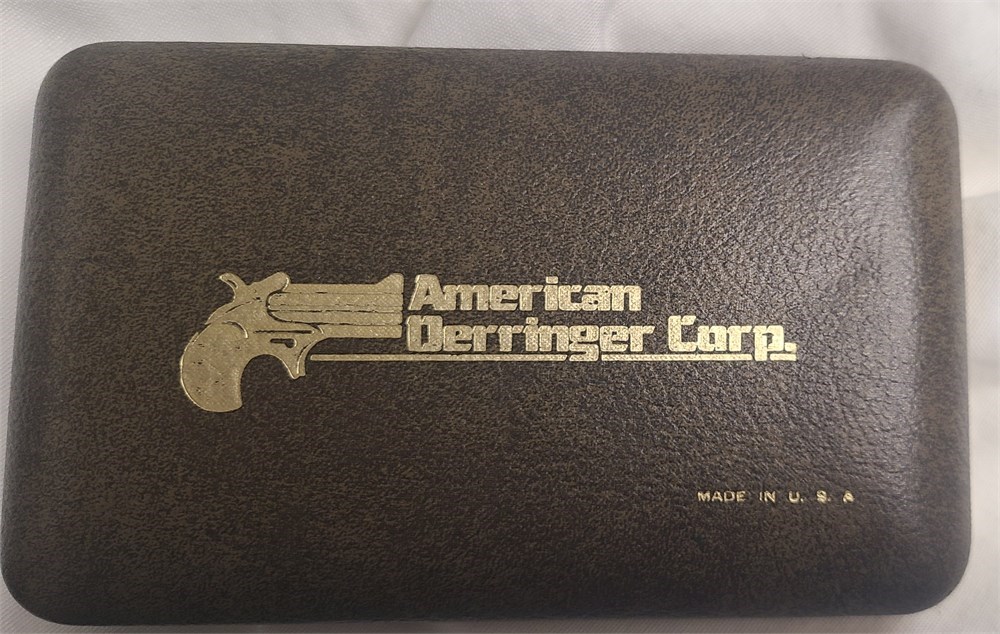 American
Derringer Corp.
MADE IN U. S. A